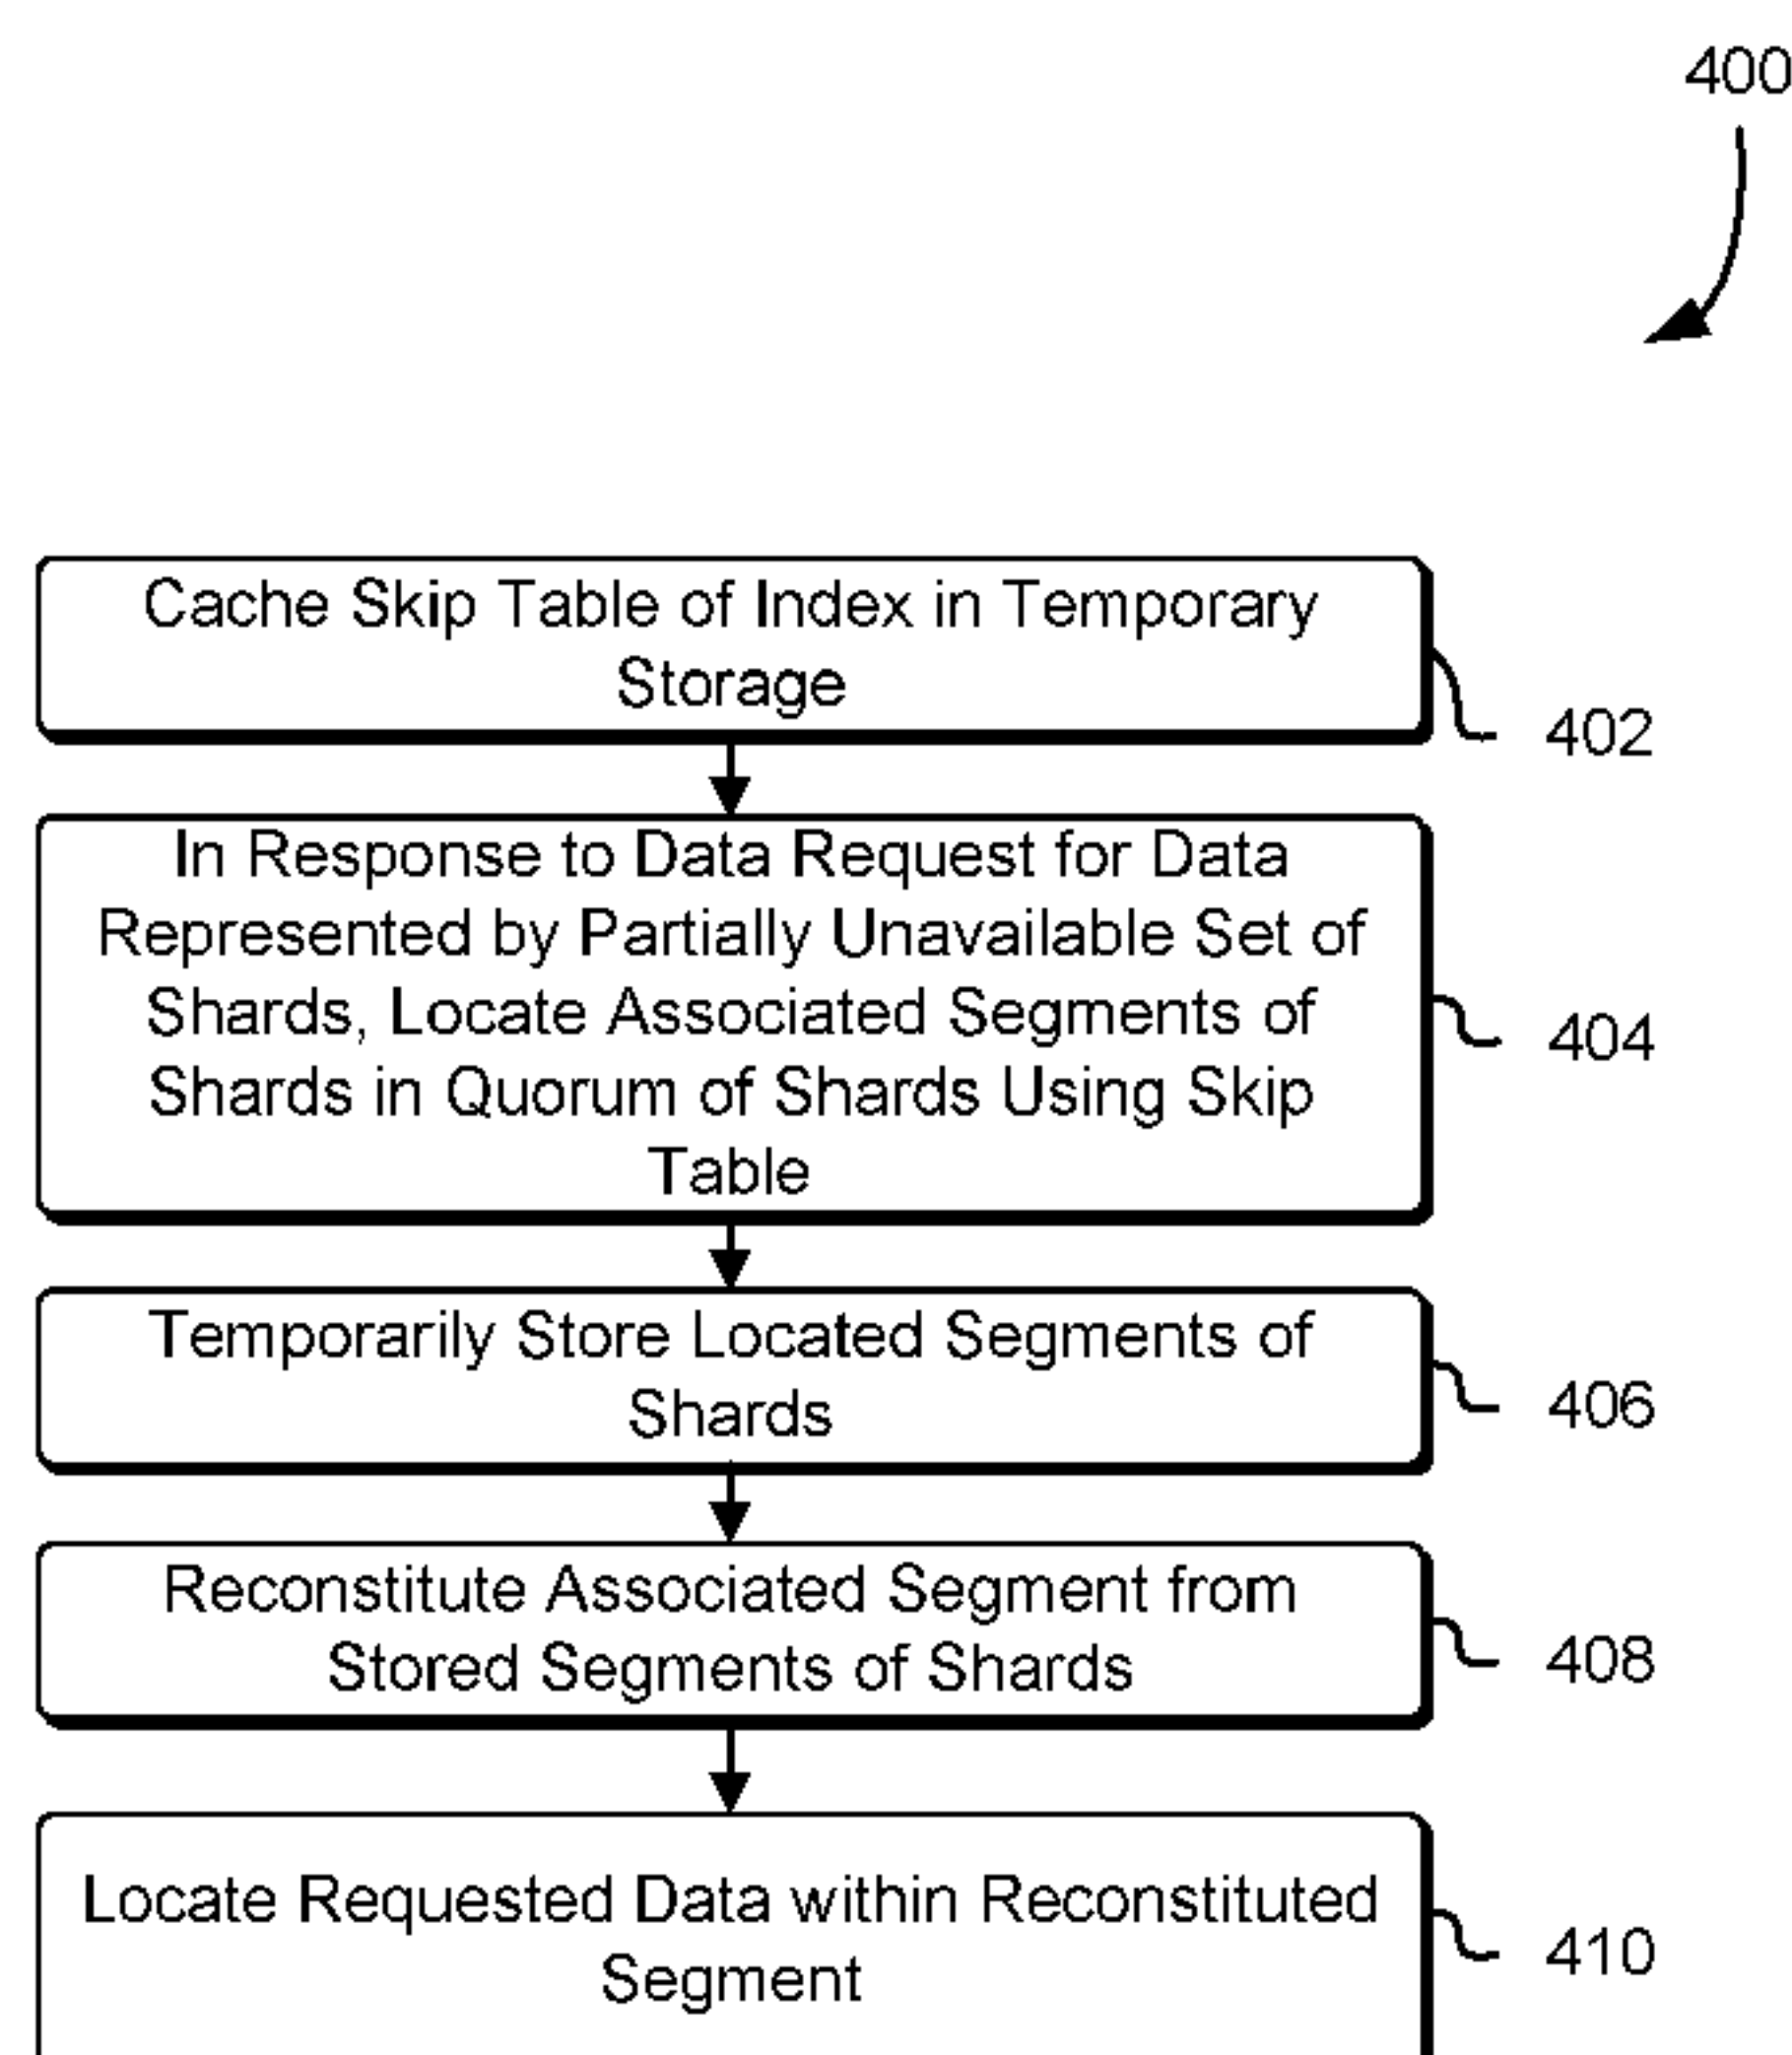 400
Cache Skip Table of Index in Temporary
Storage
402
In Response to Data Request for Data
Represented by Partially Unavailable Set of
Shards, Locate Associated Segments of
Shards in Quorum of Shards Using Skip
Table
404
Temporarily Store Located Segments of
Shards
406
Reconstitute Associated Segment from
Stored Segments of Shards
408
Locate Requested Data within Reconstituted
Segment
410